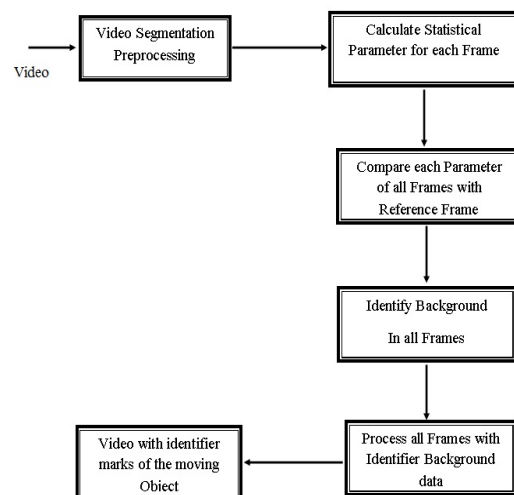 Video
Video Segmentation
Preprocessing
Calculate Statistical
Parameter for each Frame
Compare each Parameter
of all Frames with
Reference Frame
Identify Background
In all Frames
Process all Frames with
Identifier Background
data
Video with identifier
marks of the moving
Object